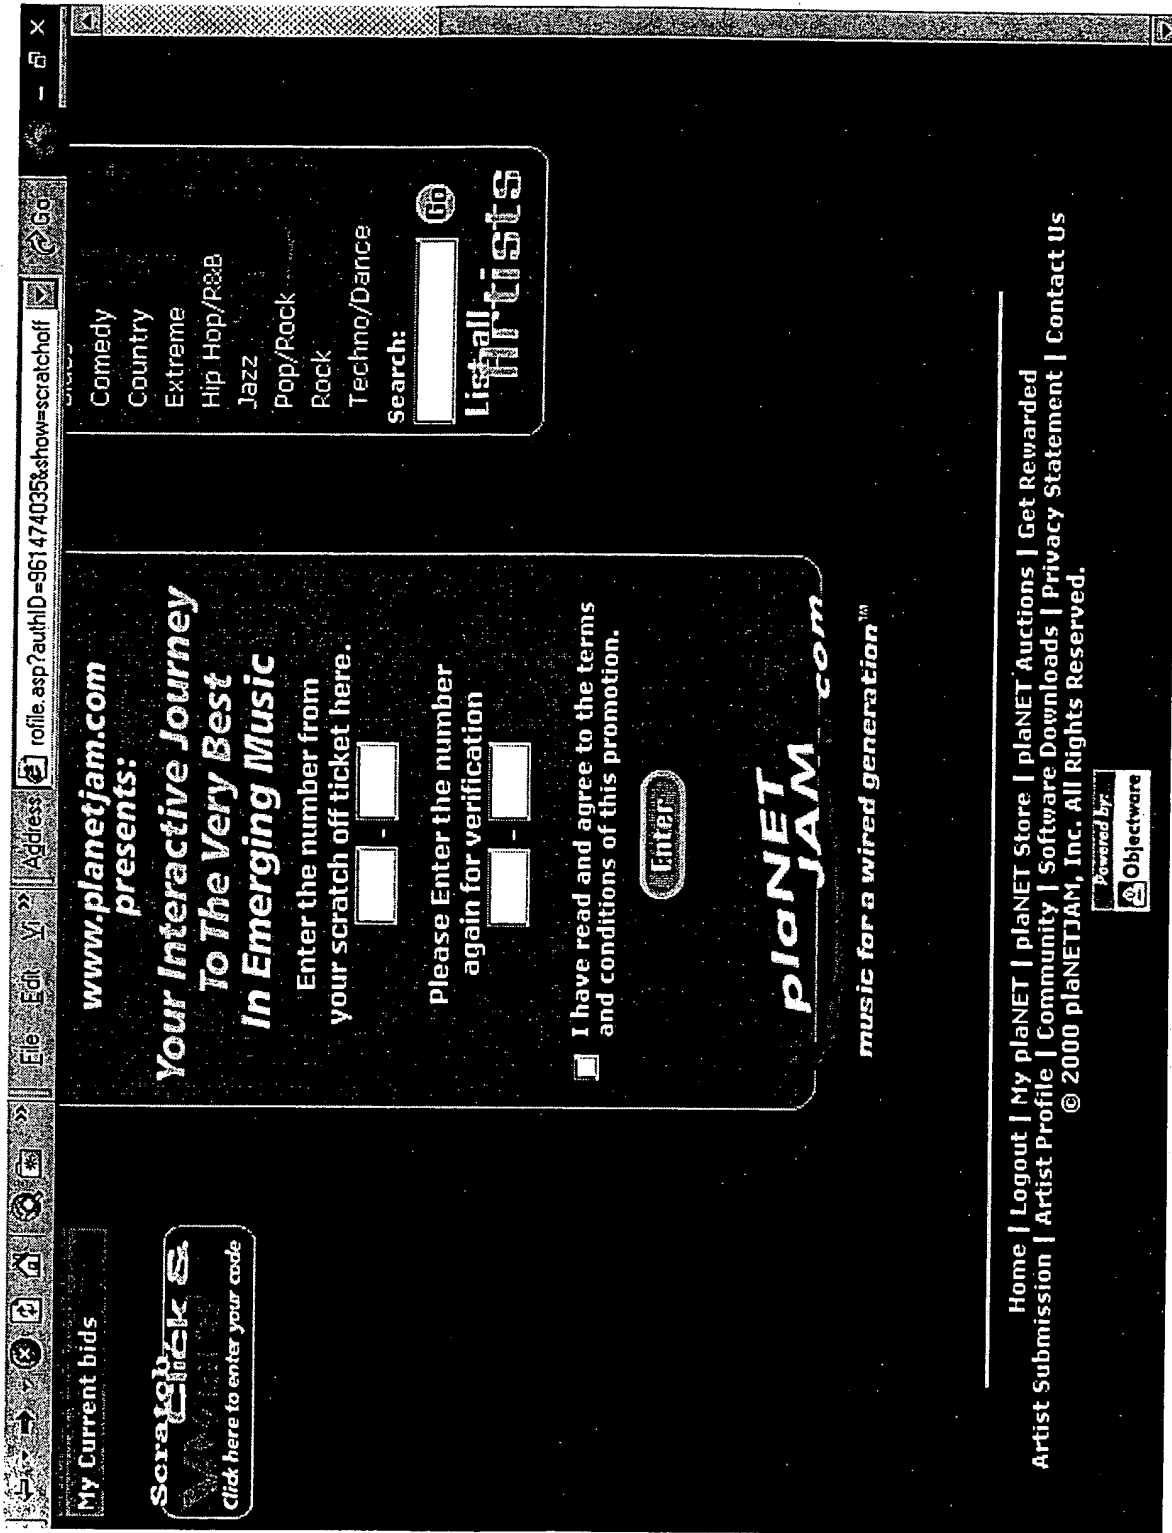 File Edit Vi » Address rofile.asp?authID=961474035&show=scratchoff Go
My Current bids
Scratch,
Click &
Win
Click here to enter your code
www.planetjam.com
presents:
Your Interactive Journey
To The Very Best
In Emerging Music
Enter the number from
your scratch off ticket here.
-
Please Enter the number
again for verification
-
I have read and agree to the terms
and conditions of this promotion.
Enter
plaNET
JAM.com
music for a wired generation™
Comedy
Country
Extreme
Hip Hop/R&B
Jazz
Pop/Rock
Rock
Techno/Dance
Search:
Go
List all
Artists
Home | Logout | My plaNET | plaNET Store | plaNET Auctions | Get Rewarded
Artist Submission | Artist Profile | Community | Software Downloads | Privacy Statement | Contact Us
© 2000 plaNETJAM, Inc. All Rights Reserved.
Powered by:
Objectware